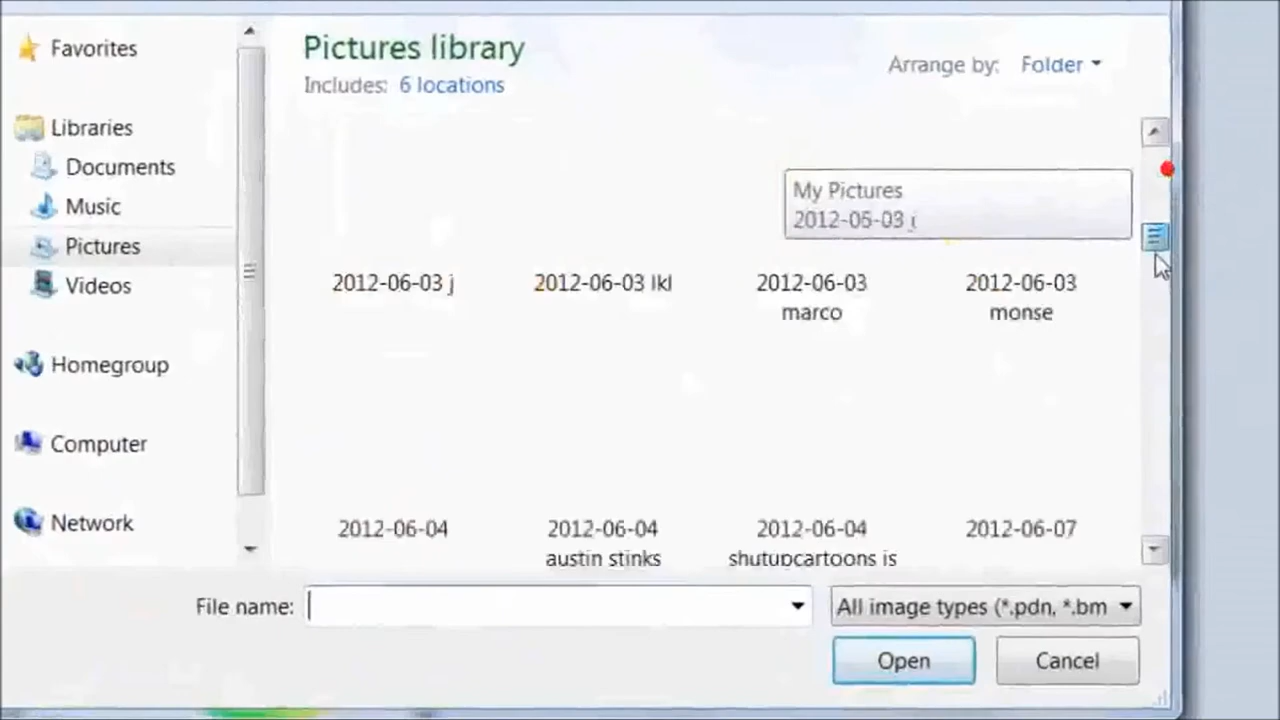 Favorites
Pictures library
Arrange by: Folder
Includes: 6 locations
Libraries
Documents
My Pictures
2012-05-03 j
Music
Pictures
Videos
2012-06-03 j
2012-06-03 lkl
2012-06-03
marco
2012-06-03
monse
Homegroup
Computer
Network
2012-06-04
2012-06-04
austin stinks
2012-06-04
shutupcartoons is
2012-06-07
File name:
All image types (*.pdn, *.bm
Open
Cancel